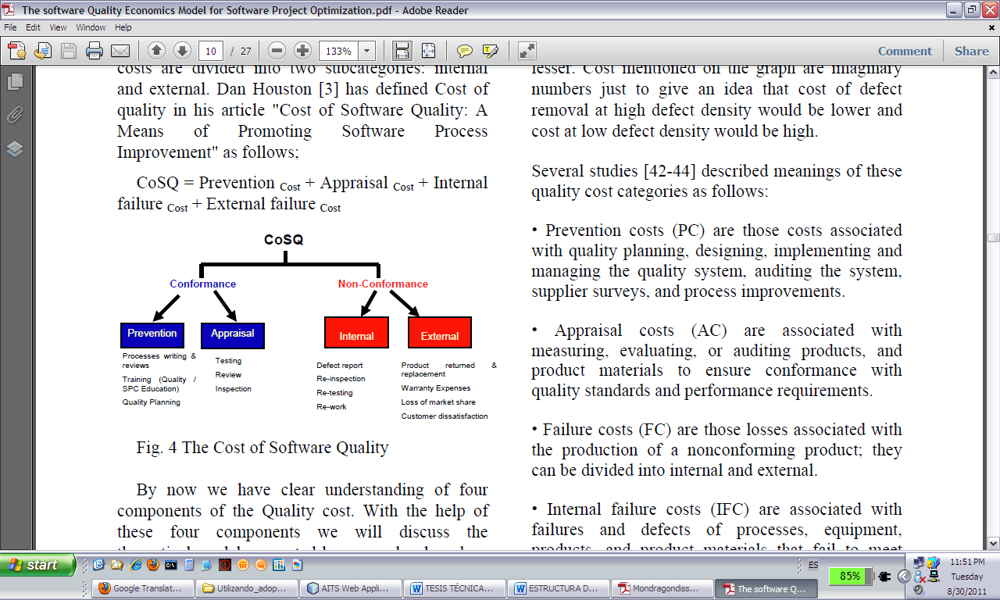 The software Quality Economics Model for Software Project Optimization.pdf - Adobe Reader
File Edit View Window Help
10 / 27
133%
Comment Share
costs are divided into two subcategories: internal
and external. Dan Houston [3] has defined Cost of
quality in his article "Cost of Software Quality: A
Means of Promoting Software Process
Improvement" as follows;
CoSQ = Prevention Cost + Appraisal Cost + Internal
failure Cost + External failure Cost
CoSQ
Conformance
Non-Conformance
Prevention
Appraisal
Internal
External
Processes writing &
reviews
Training (Quality /
SPC Education)
Quality Planning
Testing
Review
Inspection
Defect report
Re-inspection
Re-testing
Re-work
Product returned &
replacement
Warranty Expenses
Loss of market share
Customer dissatisfaction
Fig. 4 The Cost of Software Quality
By now we have clear understanding of four
components of the Quality cost. With the help of
these four components we will discuss the
lesser. Cost mentioned on the graph are imaginary
numbers just to give an idea that cost of defect
removal at high defect density would be lower and
cost at low defect density would be high.
Several studies [42-44] described meanings of these
quality cost categories as follows:
• Prevention costs (PC) are those costs associated
with quality planning, designing, implementing and
managing the quality system, auditing the system,
supplier surveys, and process improvements.
• Appraisal costs (AC) are associated with
measuring, evaluating, or auditing products, and
product materials to ensure conformance with
quality standards and performance requirements.
• Failure costs (FC) are those losses associated with
the production of a nonconforming product; they
can be divided into internal and external.
• Internal failure costs (IFC) are associated with
failures and defects of processes, equipment,
products, and product materials that fail to meet
start
ES
85%
11:51 PM
Tuesday
8/30/2011
Google Translat...
Utilizando_adop...
AITS Web Appli...
TESIS TÉCNICA...
ESTRUCTURA D...
Mondragondiss...
The software Q...